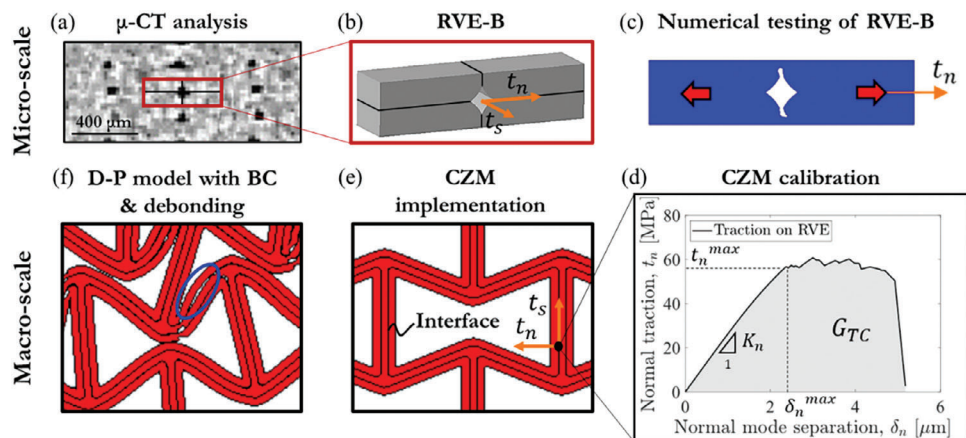 Micro-scale
(a) μ-CT analysis
400 μm
(b) RVE-B
t_n
t_s
(c) Numerical testing of RVE-B
t_n
Macro-scale
(f) D-P model with BC
& debonding
(e) CZM
implementation
Interface
t_s
t_n
(d) CZM calibration
Normal traction, t_n [MPa]
80
60
40
20
0
Traction on RVE
t_n^max
K_n
1
G_TC
δ_n^max
0 2 4 6
Normal mode separation, δ_n [μm]